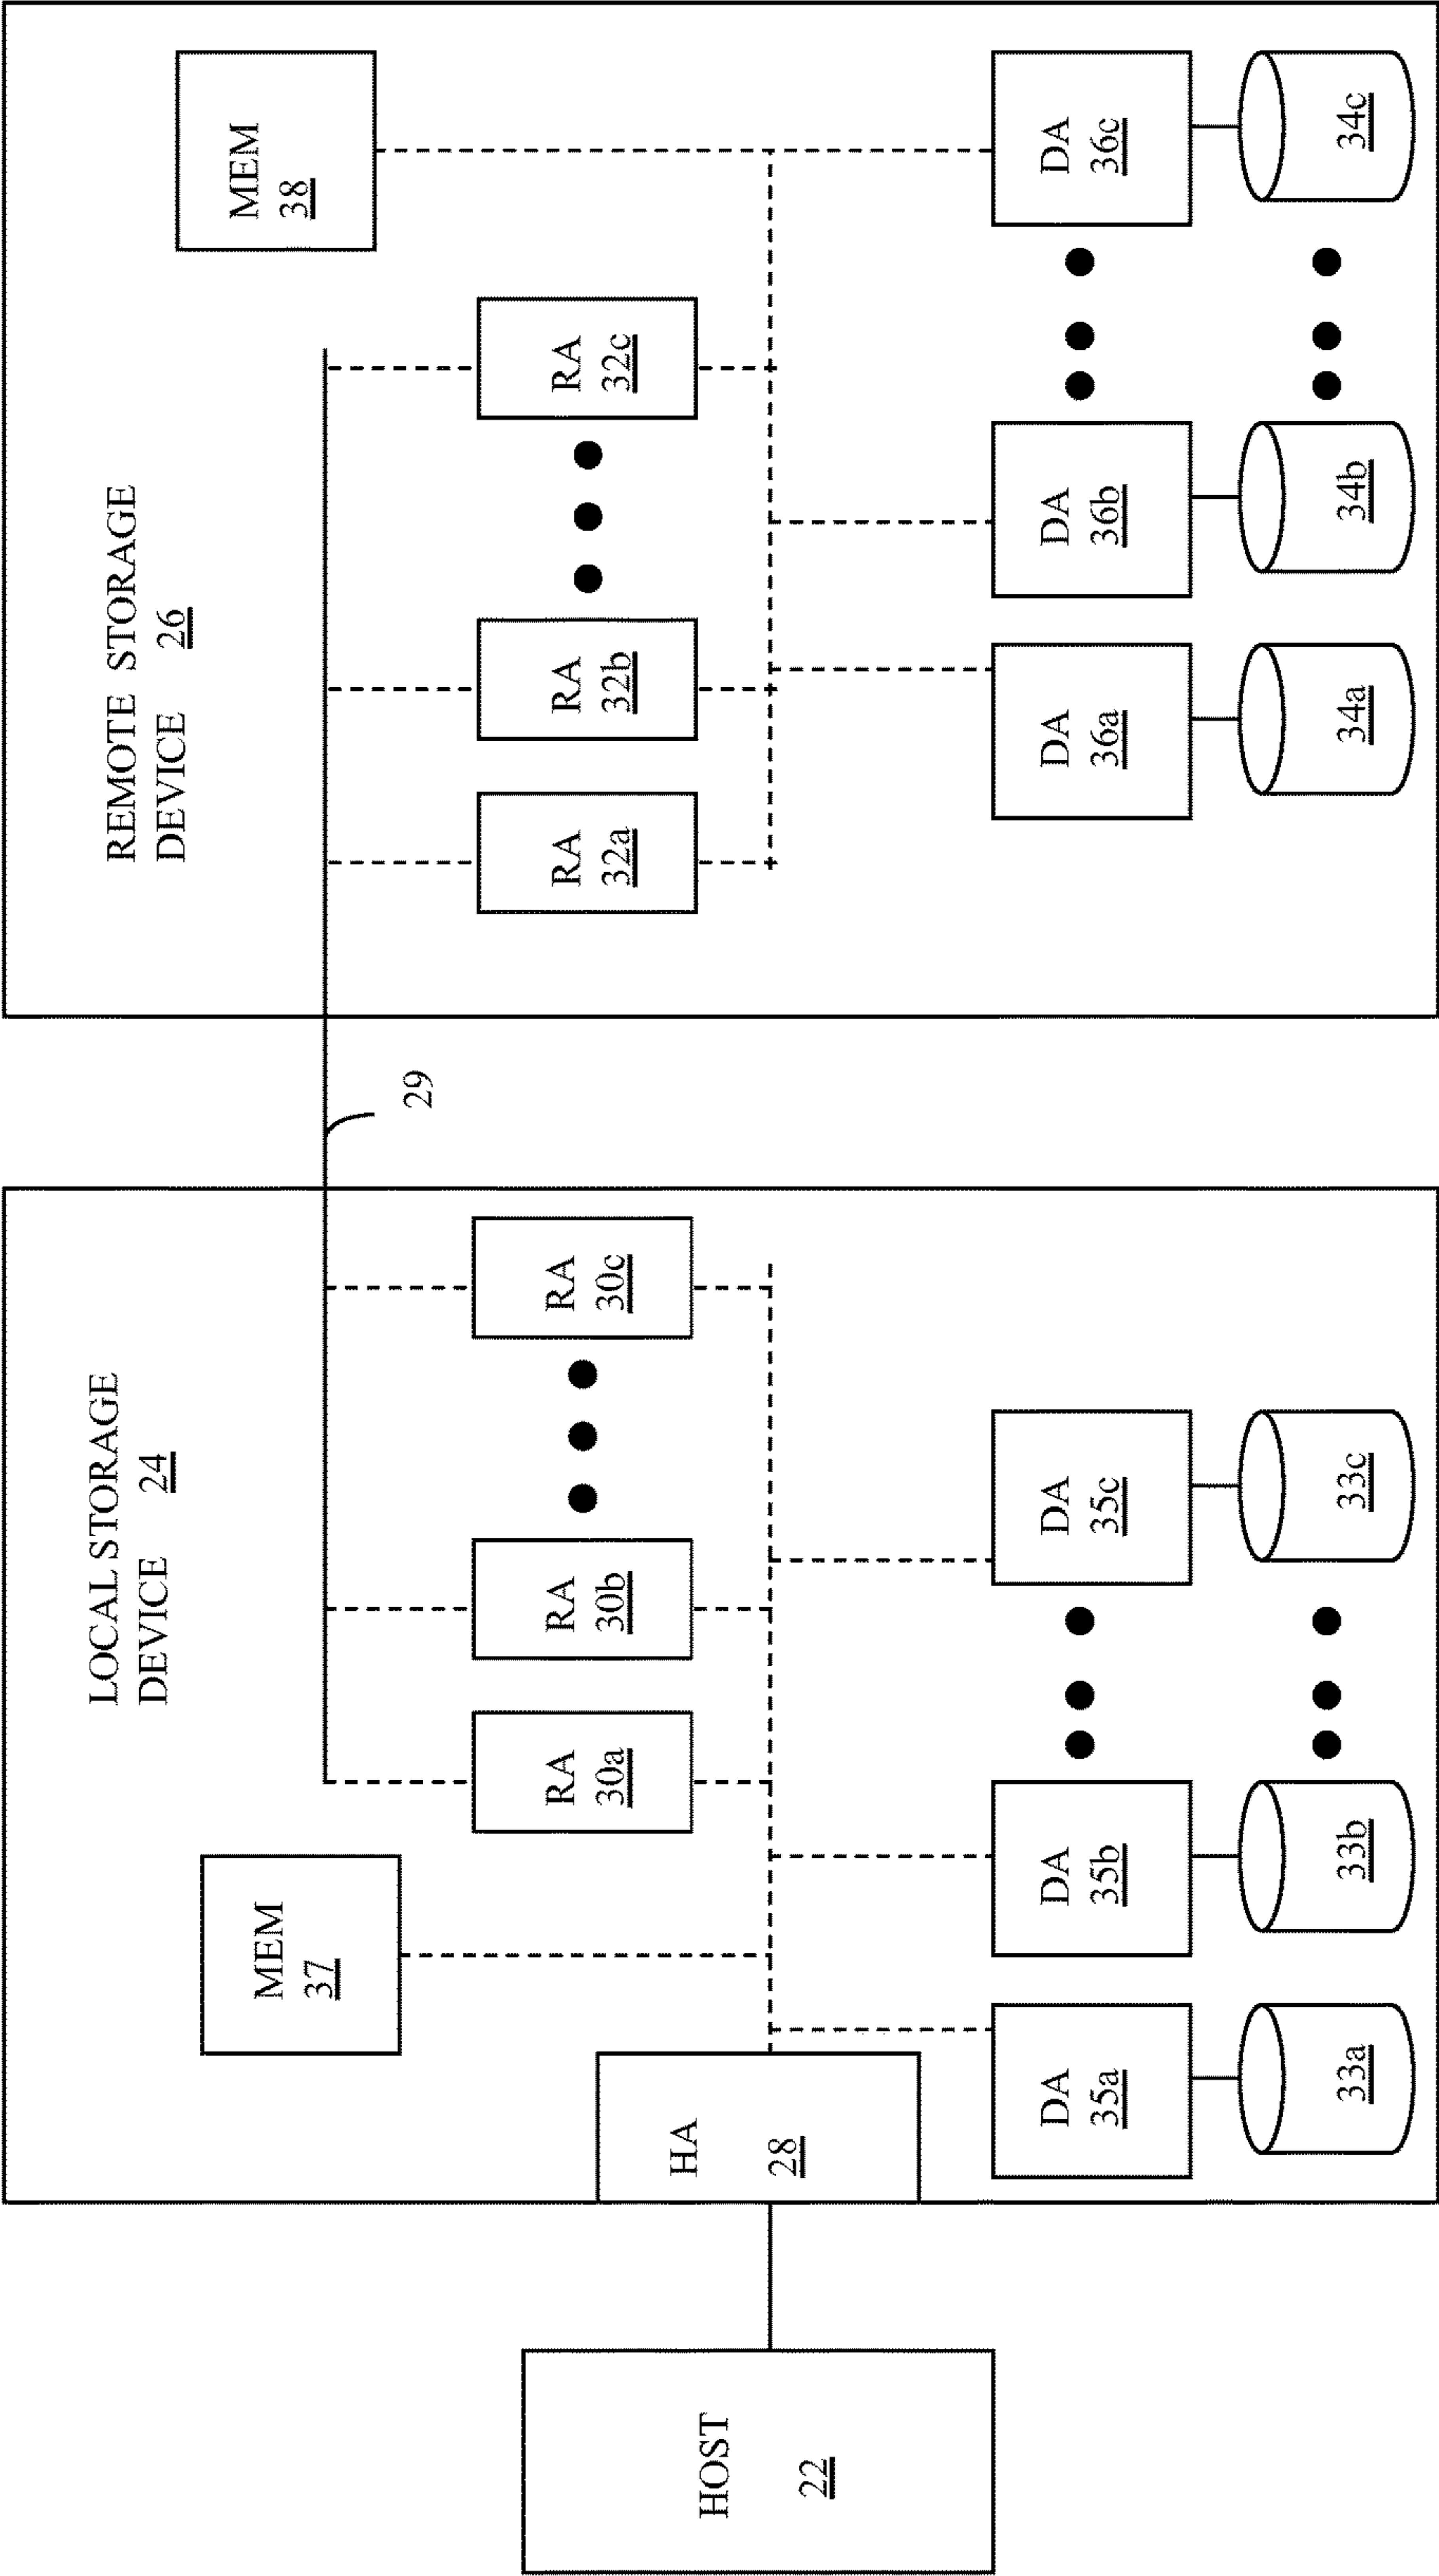 HOST
22
HA
28
LOCAL STORAGE
DEVICE 24
MEM
37
RA
30a
RA
30b
RA
30c
DA
35a
DA
35b
DA
35c
33a
33b
33c
29
REMOTE STORAGE
DEVICE 26
MEM
38
RA
32a
RA
32b
RA
32c
DA
36a
DA
36b
DA
36c
34a
34b
34c